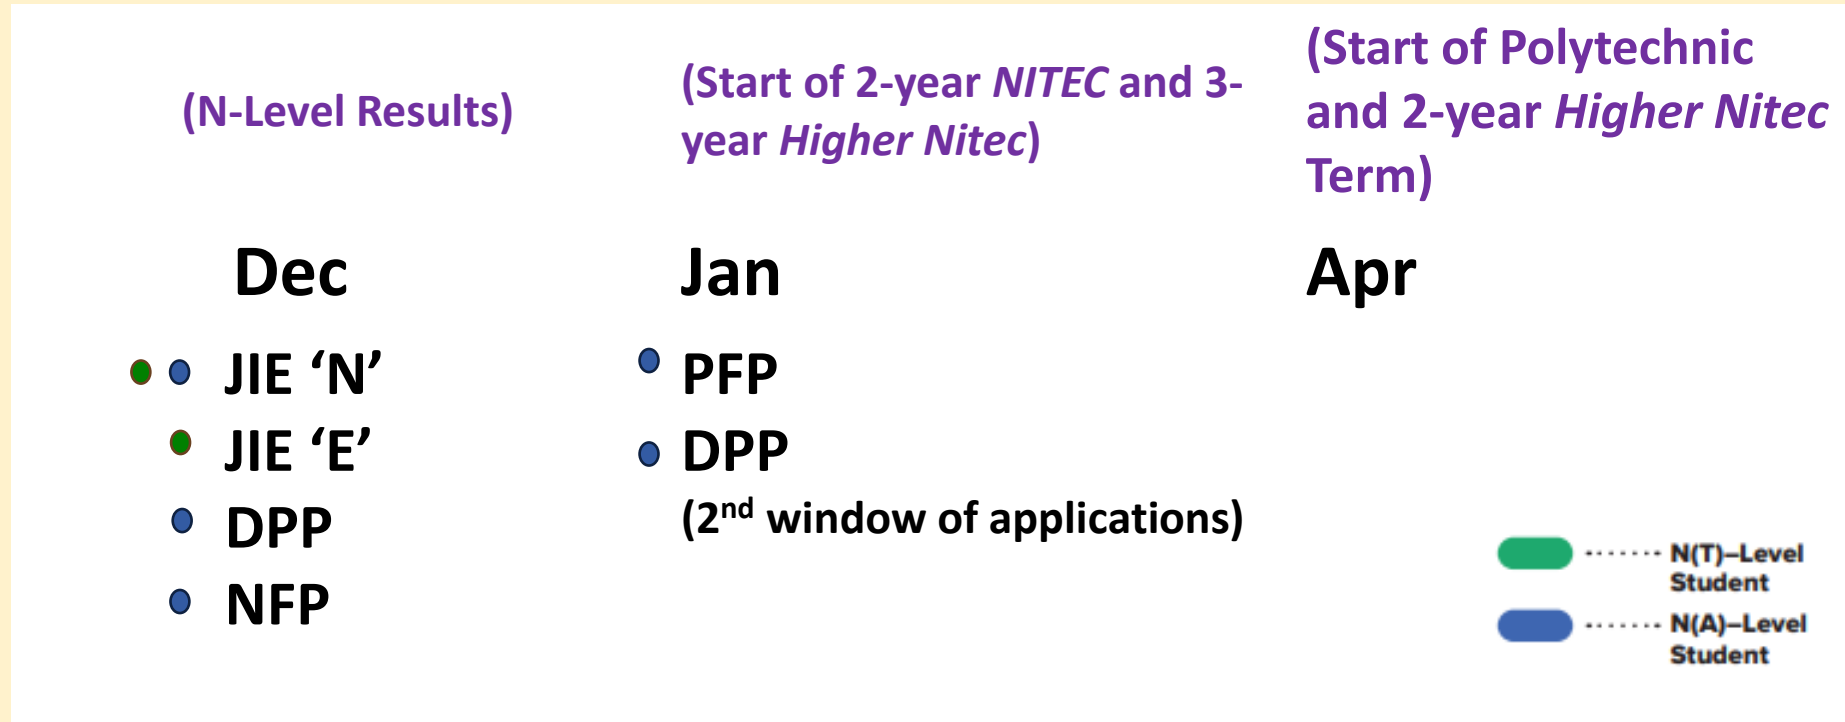 (N-Level Results)
(Start of 2-year NITEC and 3-
year Higher Nitec)
(Start of Polytechnic
and 2-year Higher Nitec
Term)
Dec
Jan
Apr
JIE ‘N’
JIE ‘E’
DPP
NFP
PFP
DPP
(2nd window of applications)
N(T)–Level
Student
N(A)–Level
Student